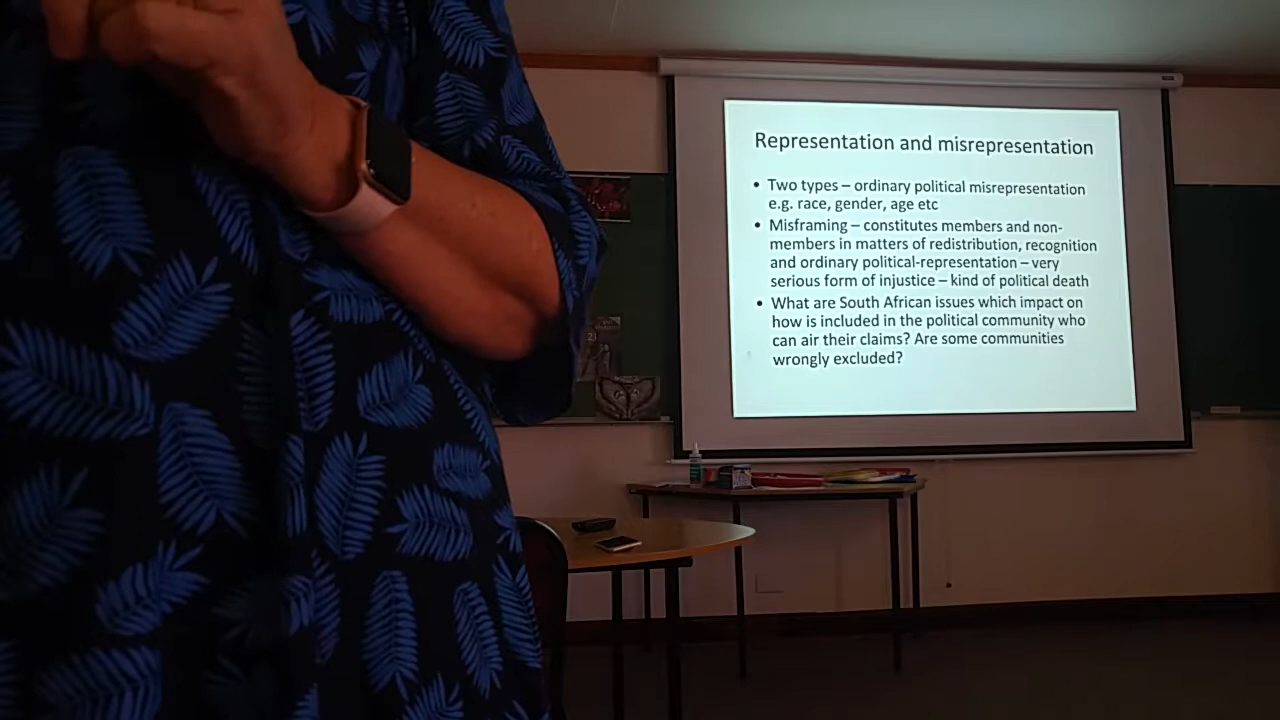 Representation and misrepresentation
• Two types – ordinary political misrepresentation
e.g. race, gender, age etc
• Misframing – constitutes members and non-
members in matters of redistribution, recognition
and ordinary political-representation – very
serious form of injustice – kind of political death
• What are South African issues which impact on
how is included in the political community who
can air their claims? Are some communities
wrongly excluded?